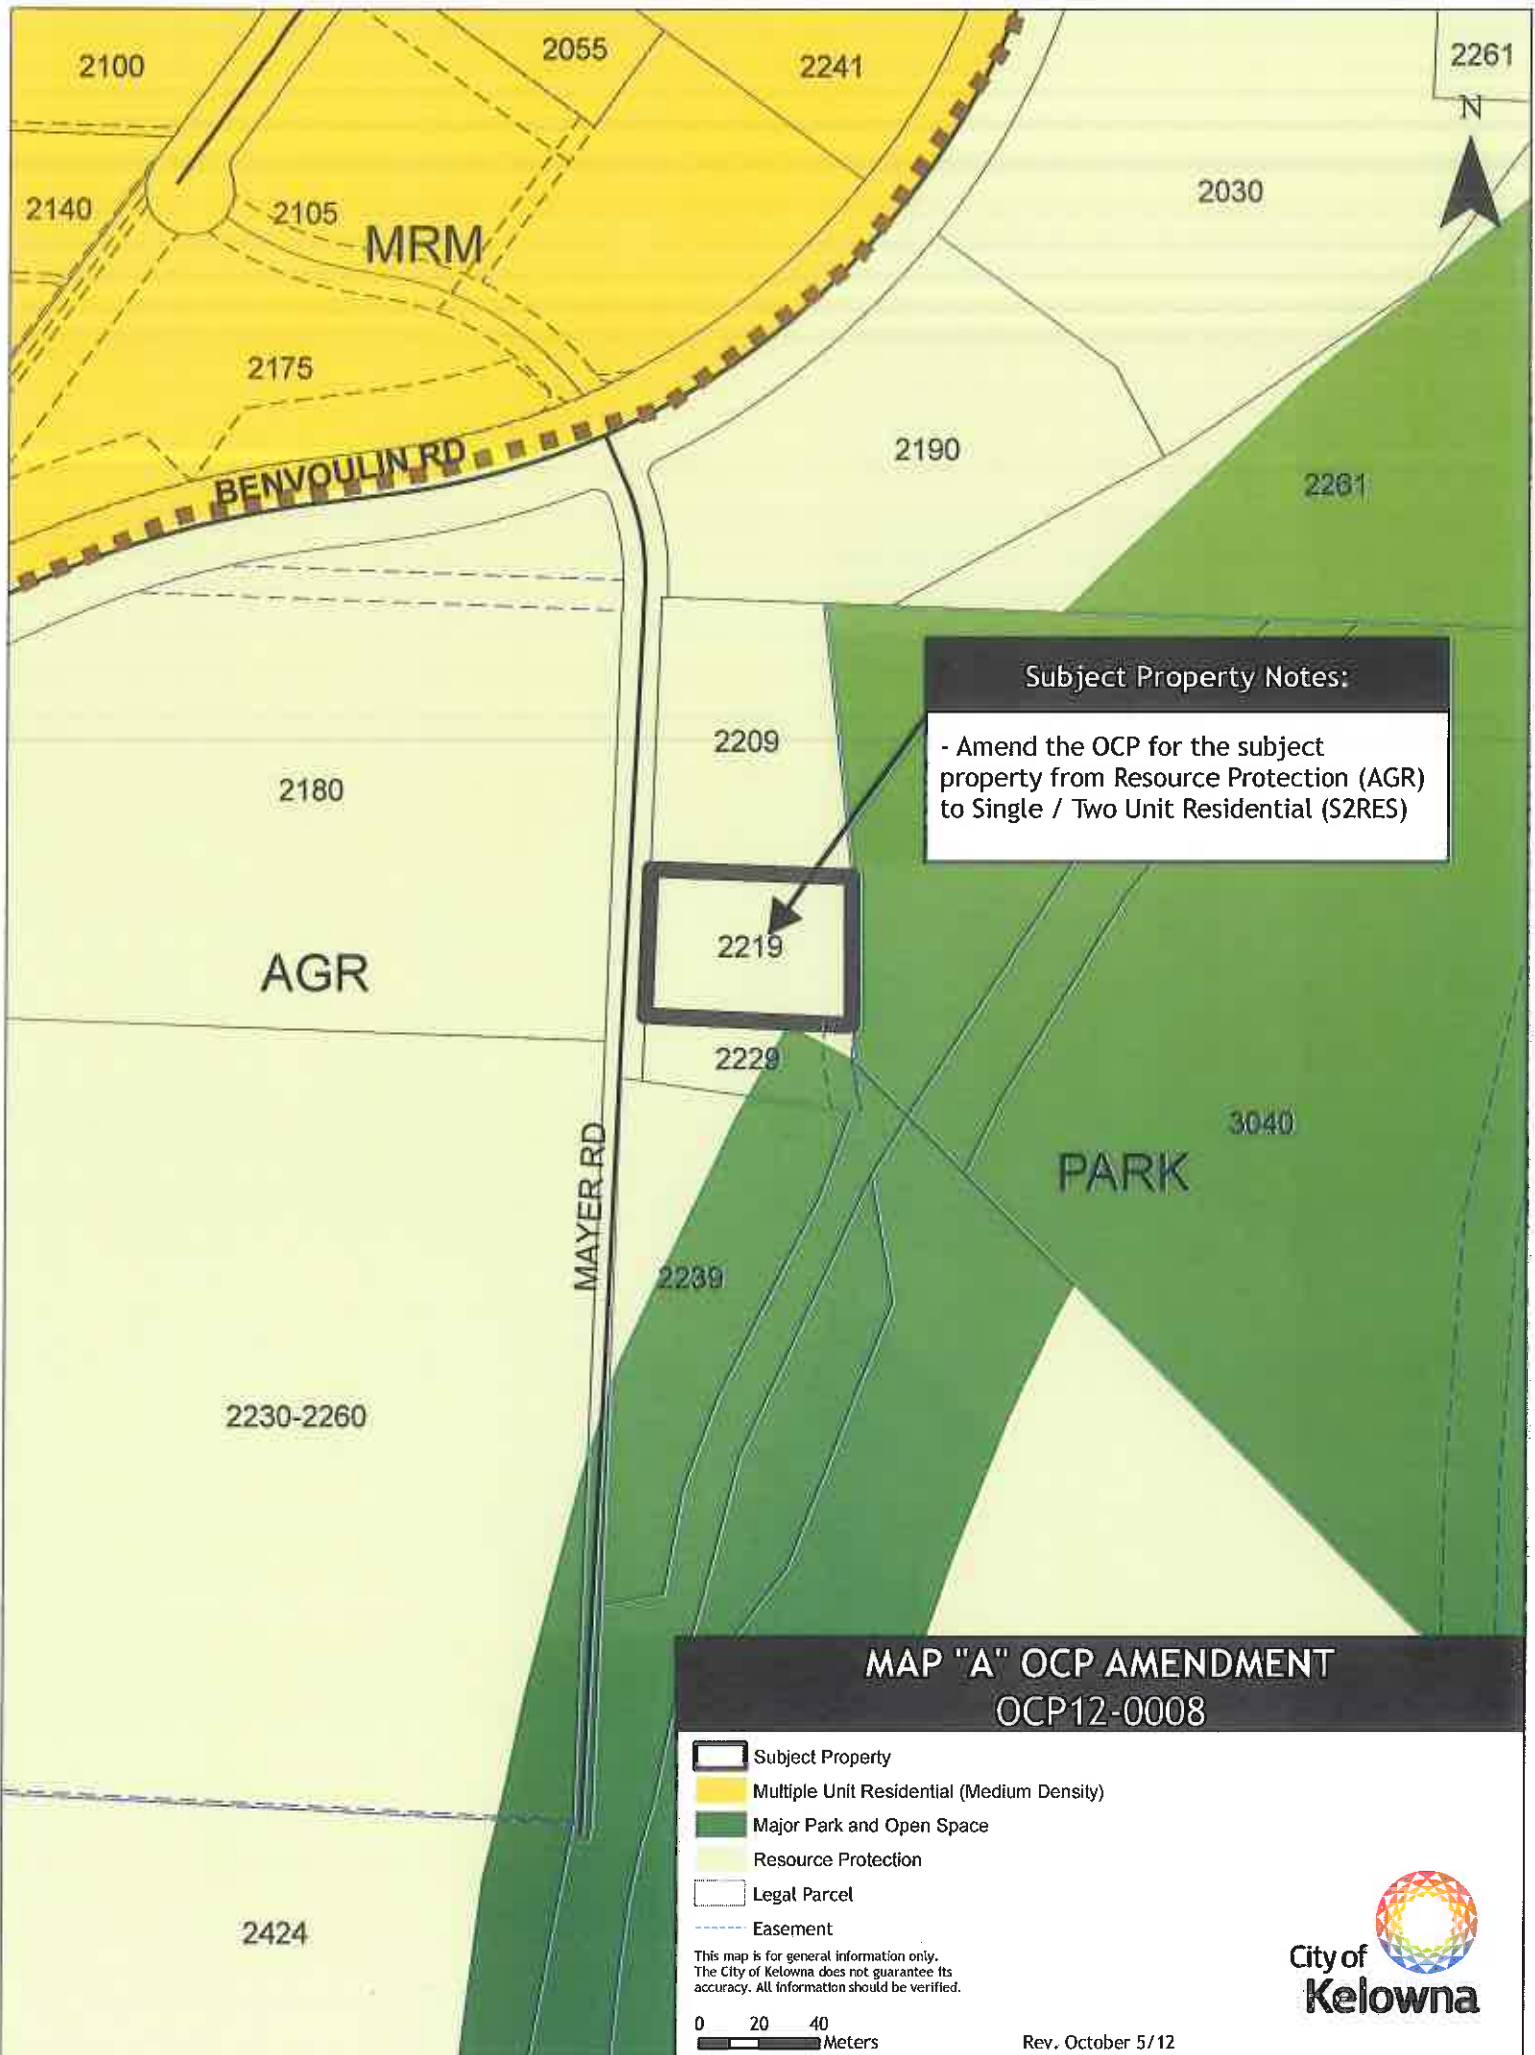 2100
2055
2241
2261
N
2140
2105
MRM
2030
2175
BENVOULIN RD
2190
2261
Subject Property Notes:
- Amend the OCP for the subject
property from Resource Protection (AGR)
to Single / Two Unit Residential (S2RES)
2209
2180
2219
AGR
2229
3040
PARK
MAYER RD
2239
2230-2260
2424
MAP "A" OCP AMENDMENT
OCP12-0008
Subject Property
Multiple Unit Residential (Medium Density)
Major Park and Open Space
Resource Protection
Legal Parcel
Easement
This map is for general information only.
The City of Kelowna does not guarantee its
accuracy. All information should be verified.
0 20 40
Meters
Rev. October 5/12
City of
Kelowna